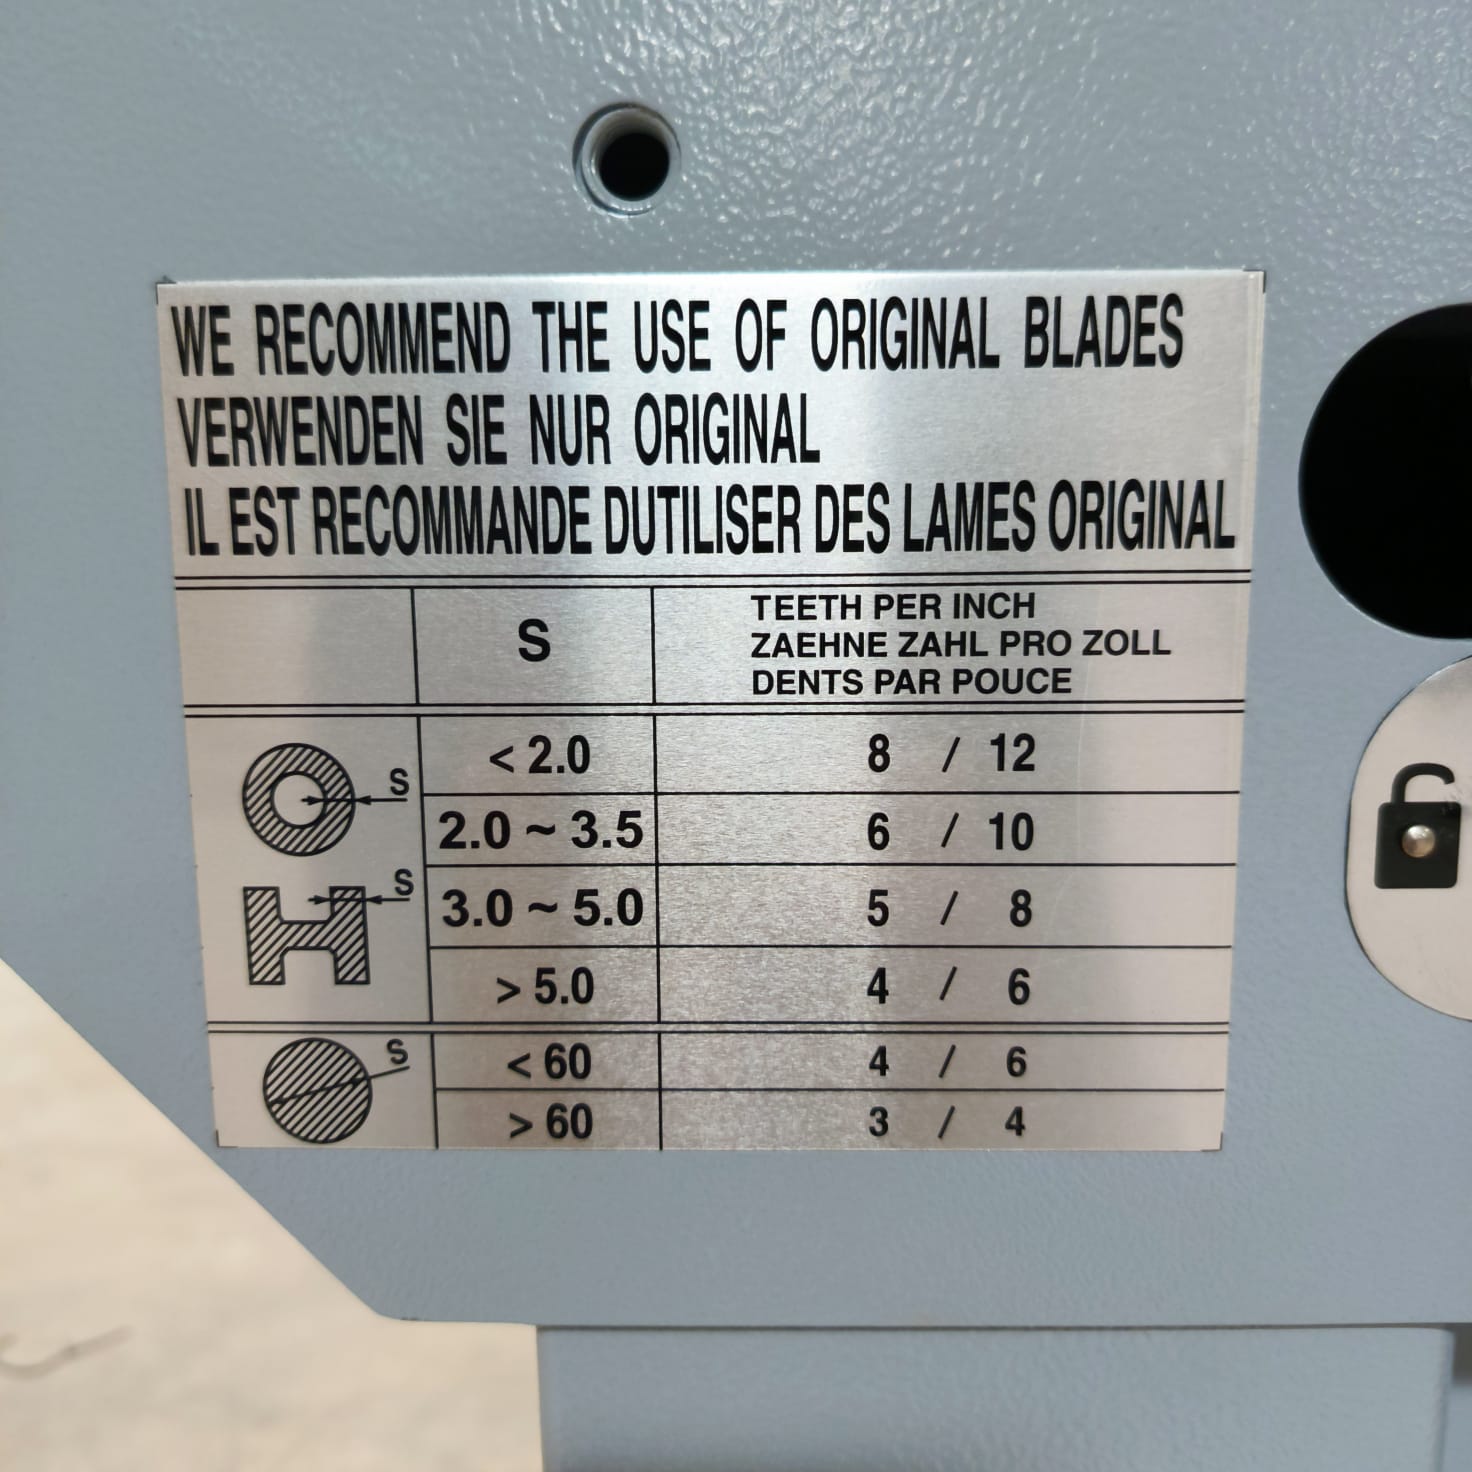 WE RECOMMEND THE USE OF ORIGINAL BLADES
VERWENDEN SIE NUR ORIGINAL
IL EST RECOMMANDE DUTILISER DES LAMES ORIGINAL
S
TEETH PER INCH
ZAEHNE ZAHL PRO ZOLL
DENTS PAR POUCE
S
< 2.0 8 / 12
2.0 ~ 3.5 6 / 10
S
3.0 ~ 5.0 5 / 8
> 5.0 4 / 6
S
< 60 4 / 6
> 60 3 / 4